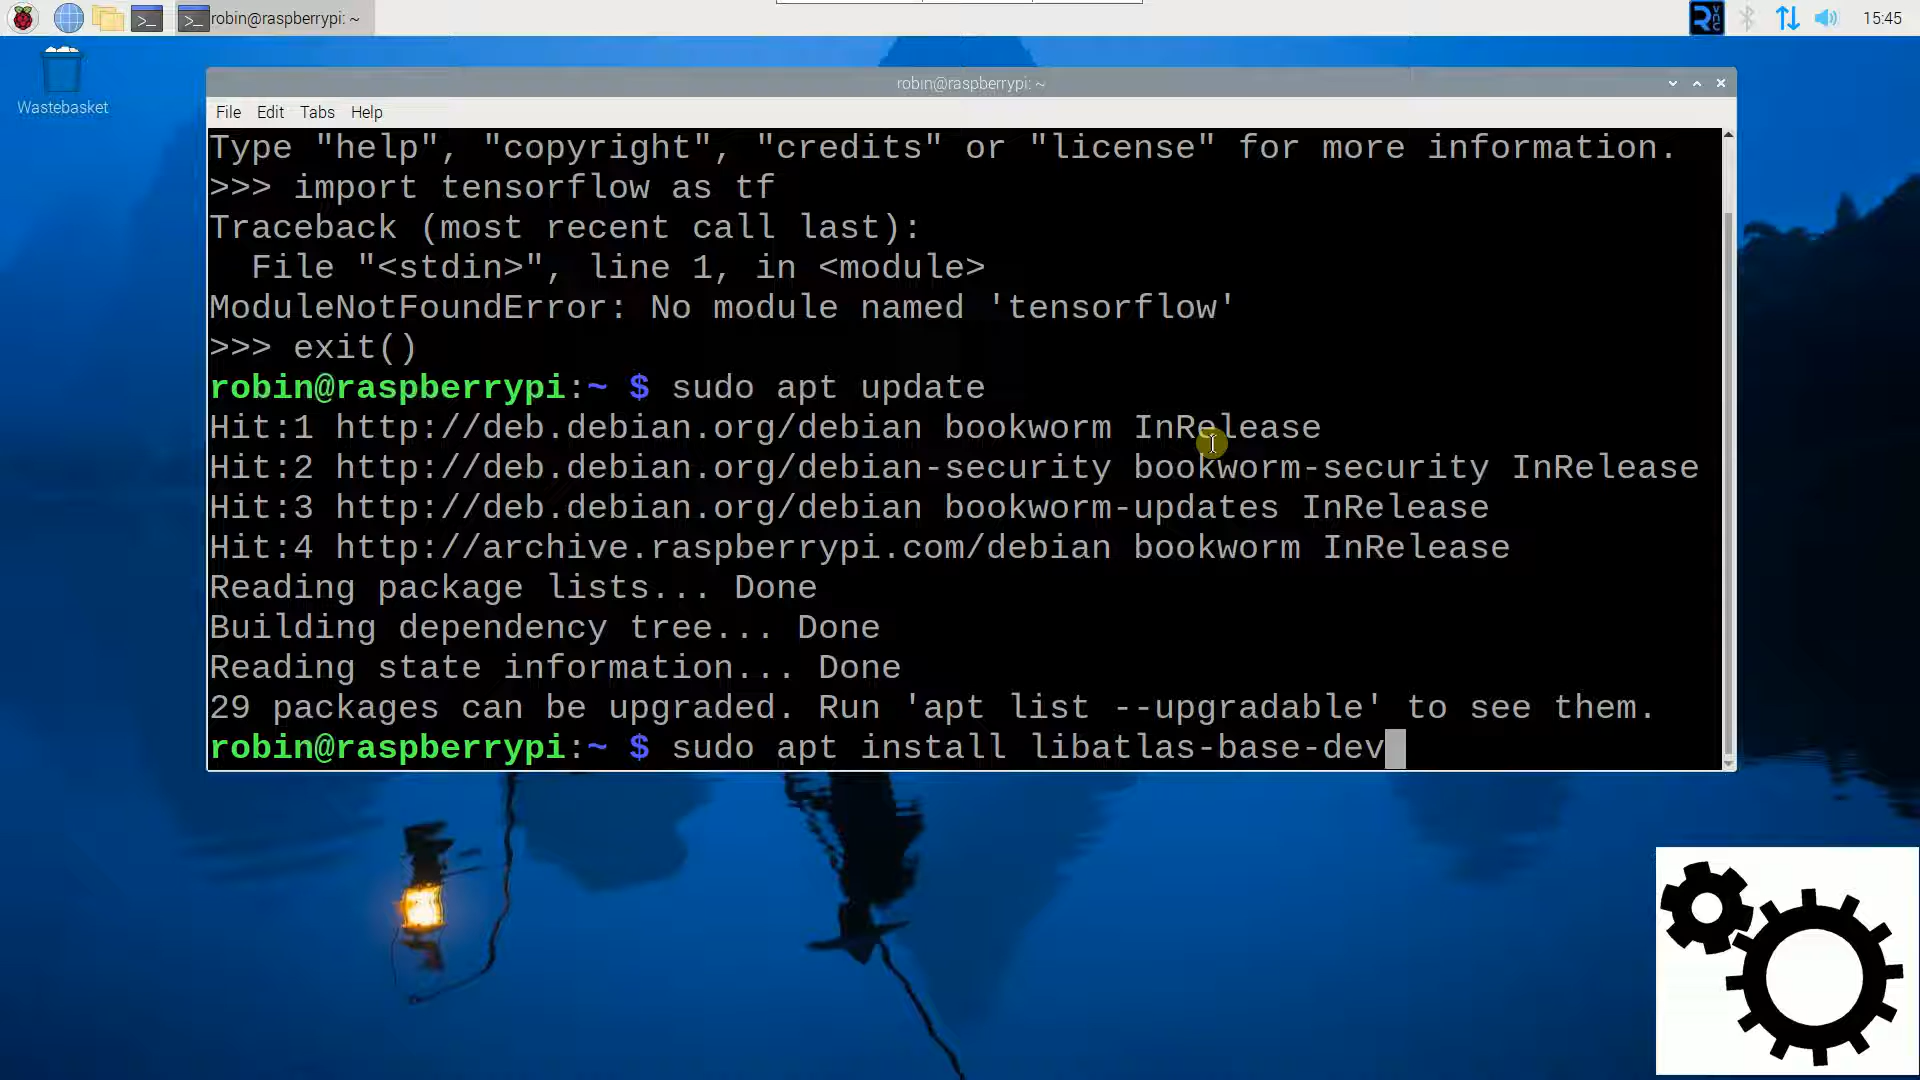 robin@raspberrypi: ~
15:45
Wastebasket
robin@raspberrypi: ~
File Edit Tabs Help
Type "help", "copyright", "credits" or "license" for more information.
>>> import tensorflow as tf
Traceback (most recent call last):
  File "<stdin>", line 1, in <module>
ModuleNotFoundError: No module named 'tensorflow'
>>> exit()
robin@raspberrypi:~ $ sudo apt update
Hit:1 http://deb.debian.org/debian bookworm InRelease
Hit:2 http://deb.debian.org/debian-security bookworm-security InRelease
Hit:3 http://deb.debian.org/debian bookworm-updates InRelease
Hit:4 http://archive.raspberrypi.com/debian bookworm InRelease
Reading package lists... Done
Building dependency tree... Done
Reading state information... Done
29 packages can be upgraded. Run 'apt list --upgradable' to see them.
robin@raspberrypi:~ $ sudo apt install libatlas-base-dev